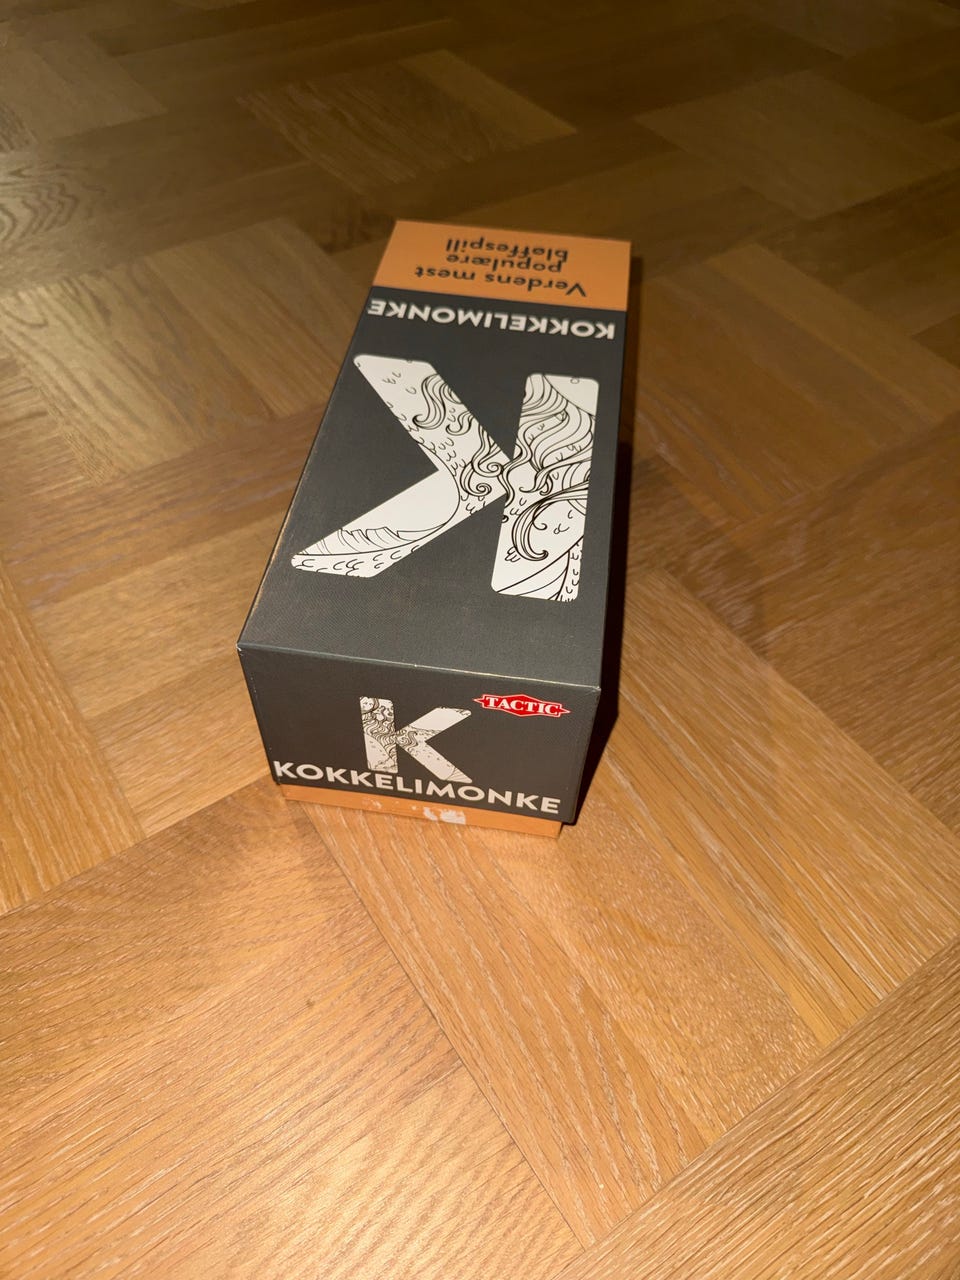 Verdens mest
populære
bløffespill
KOKKELIMONKE
K
K
TACTIC
KOKKELIMONKE